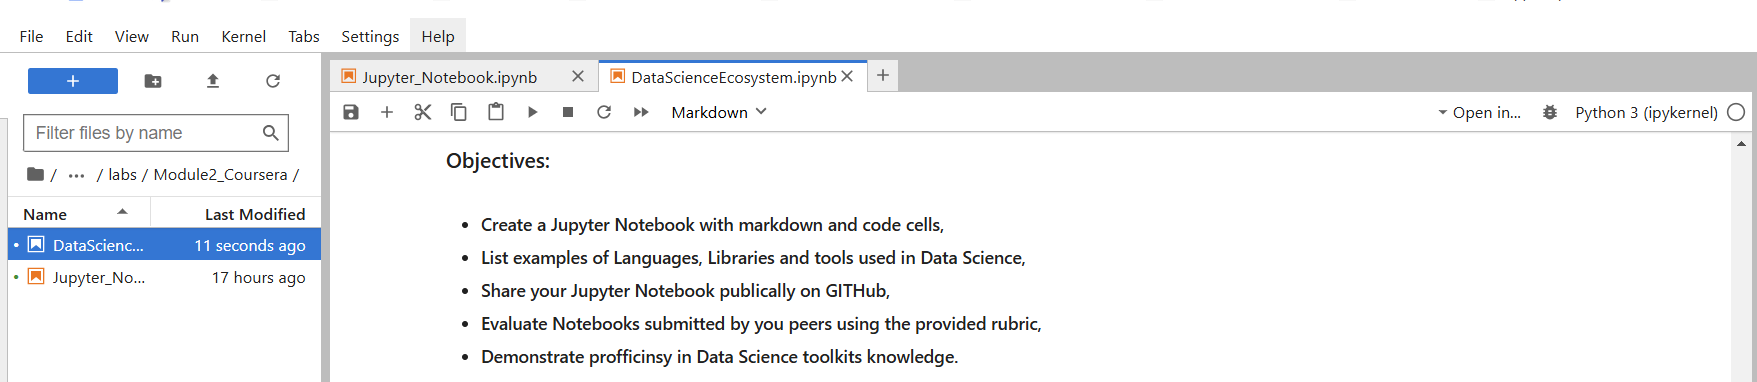 File Edit View Run Kernel Tabs Settings Help
+
Filter files by name
/ ... / labs / Module2_Coursera /
Name Last Modified
DataScienc... 11 seconds ago
Jupyter_No... 17 hours ago
Jupyter_Notebook.ipynb DataScienceEcosystem.ipynb
Markdown Open in... Python 3 (ipykernel)
Objectives:
• Create a Jupyter Notebook with markdown and code cells,
• List examples of Languages, Libraries and tools used in Data Science,
• Share your Jupyter Notebook publically on GITHub,
• Evaluate Notebooks submitted by you peers using the provided rubric,
• Demonstrate profficinsy in Data Science toolkits knowledge.